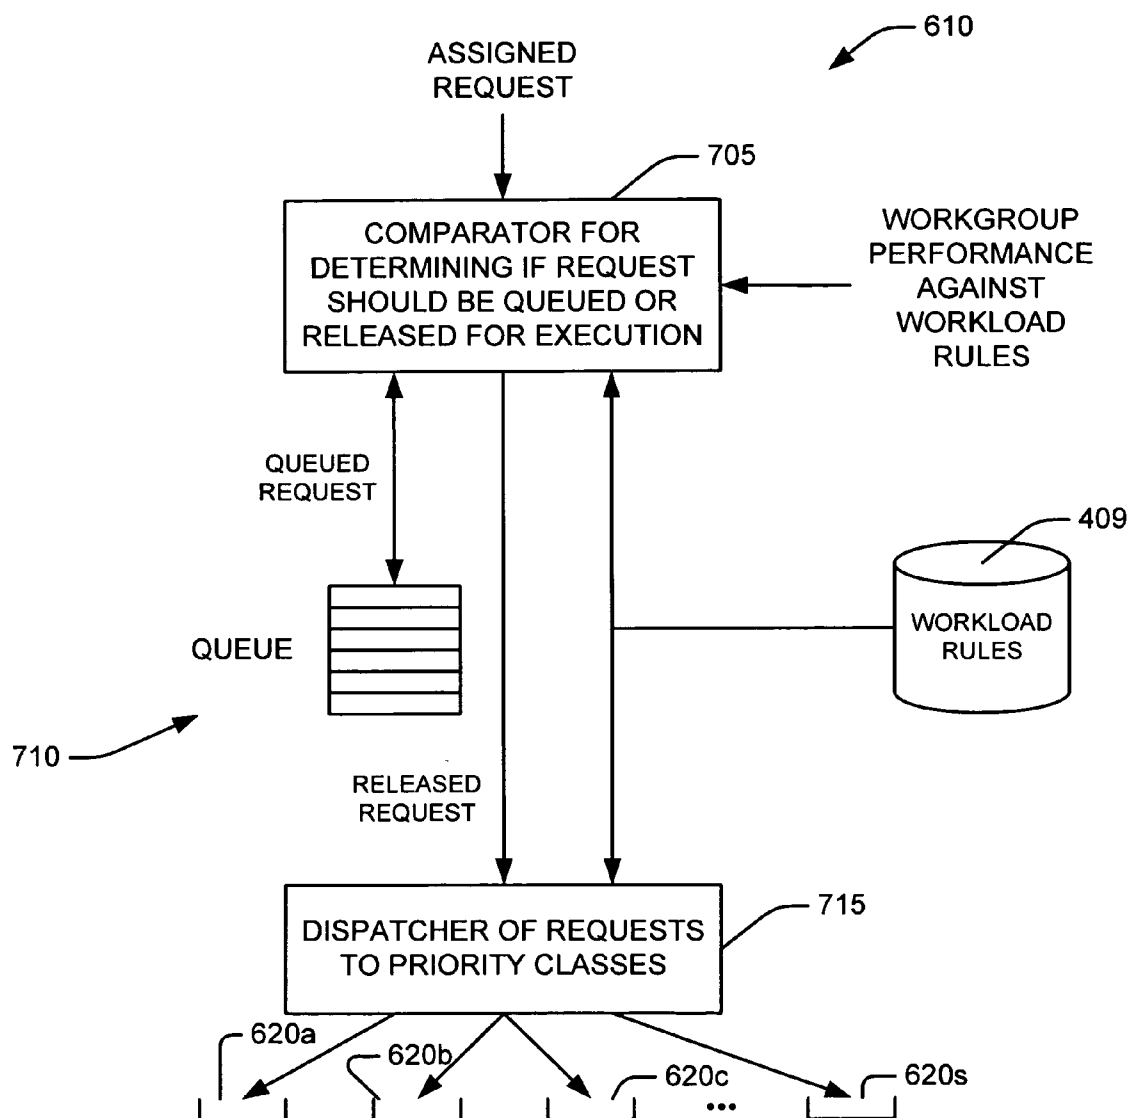 610
ASSIGNED
REQUEST
705
COMPARATOR FOR
DETERMINING IF REQUEST
SHOULD BE QUEUED OR
RELEASED FOR EXECUTION
WORKGROUP
PERFORMANCE
AGAINST
WORKLOAD
RULES
QUEUED
REQUEST
409
WORKLOAD
RULES
QUEUE
710
RELEASED
REQUEST
715
DISPATCHER OF REQUESTS
TO PRIORITY CLASSES
620a
620b
620c
...
620s